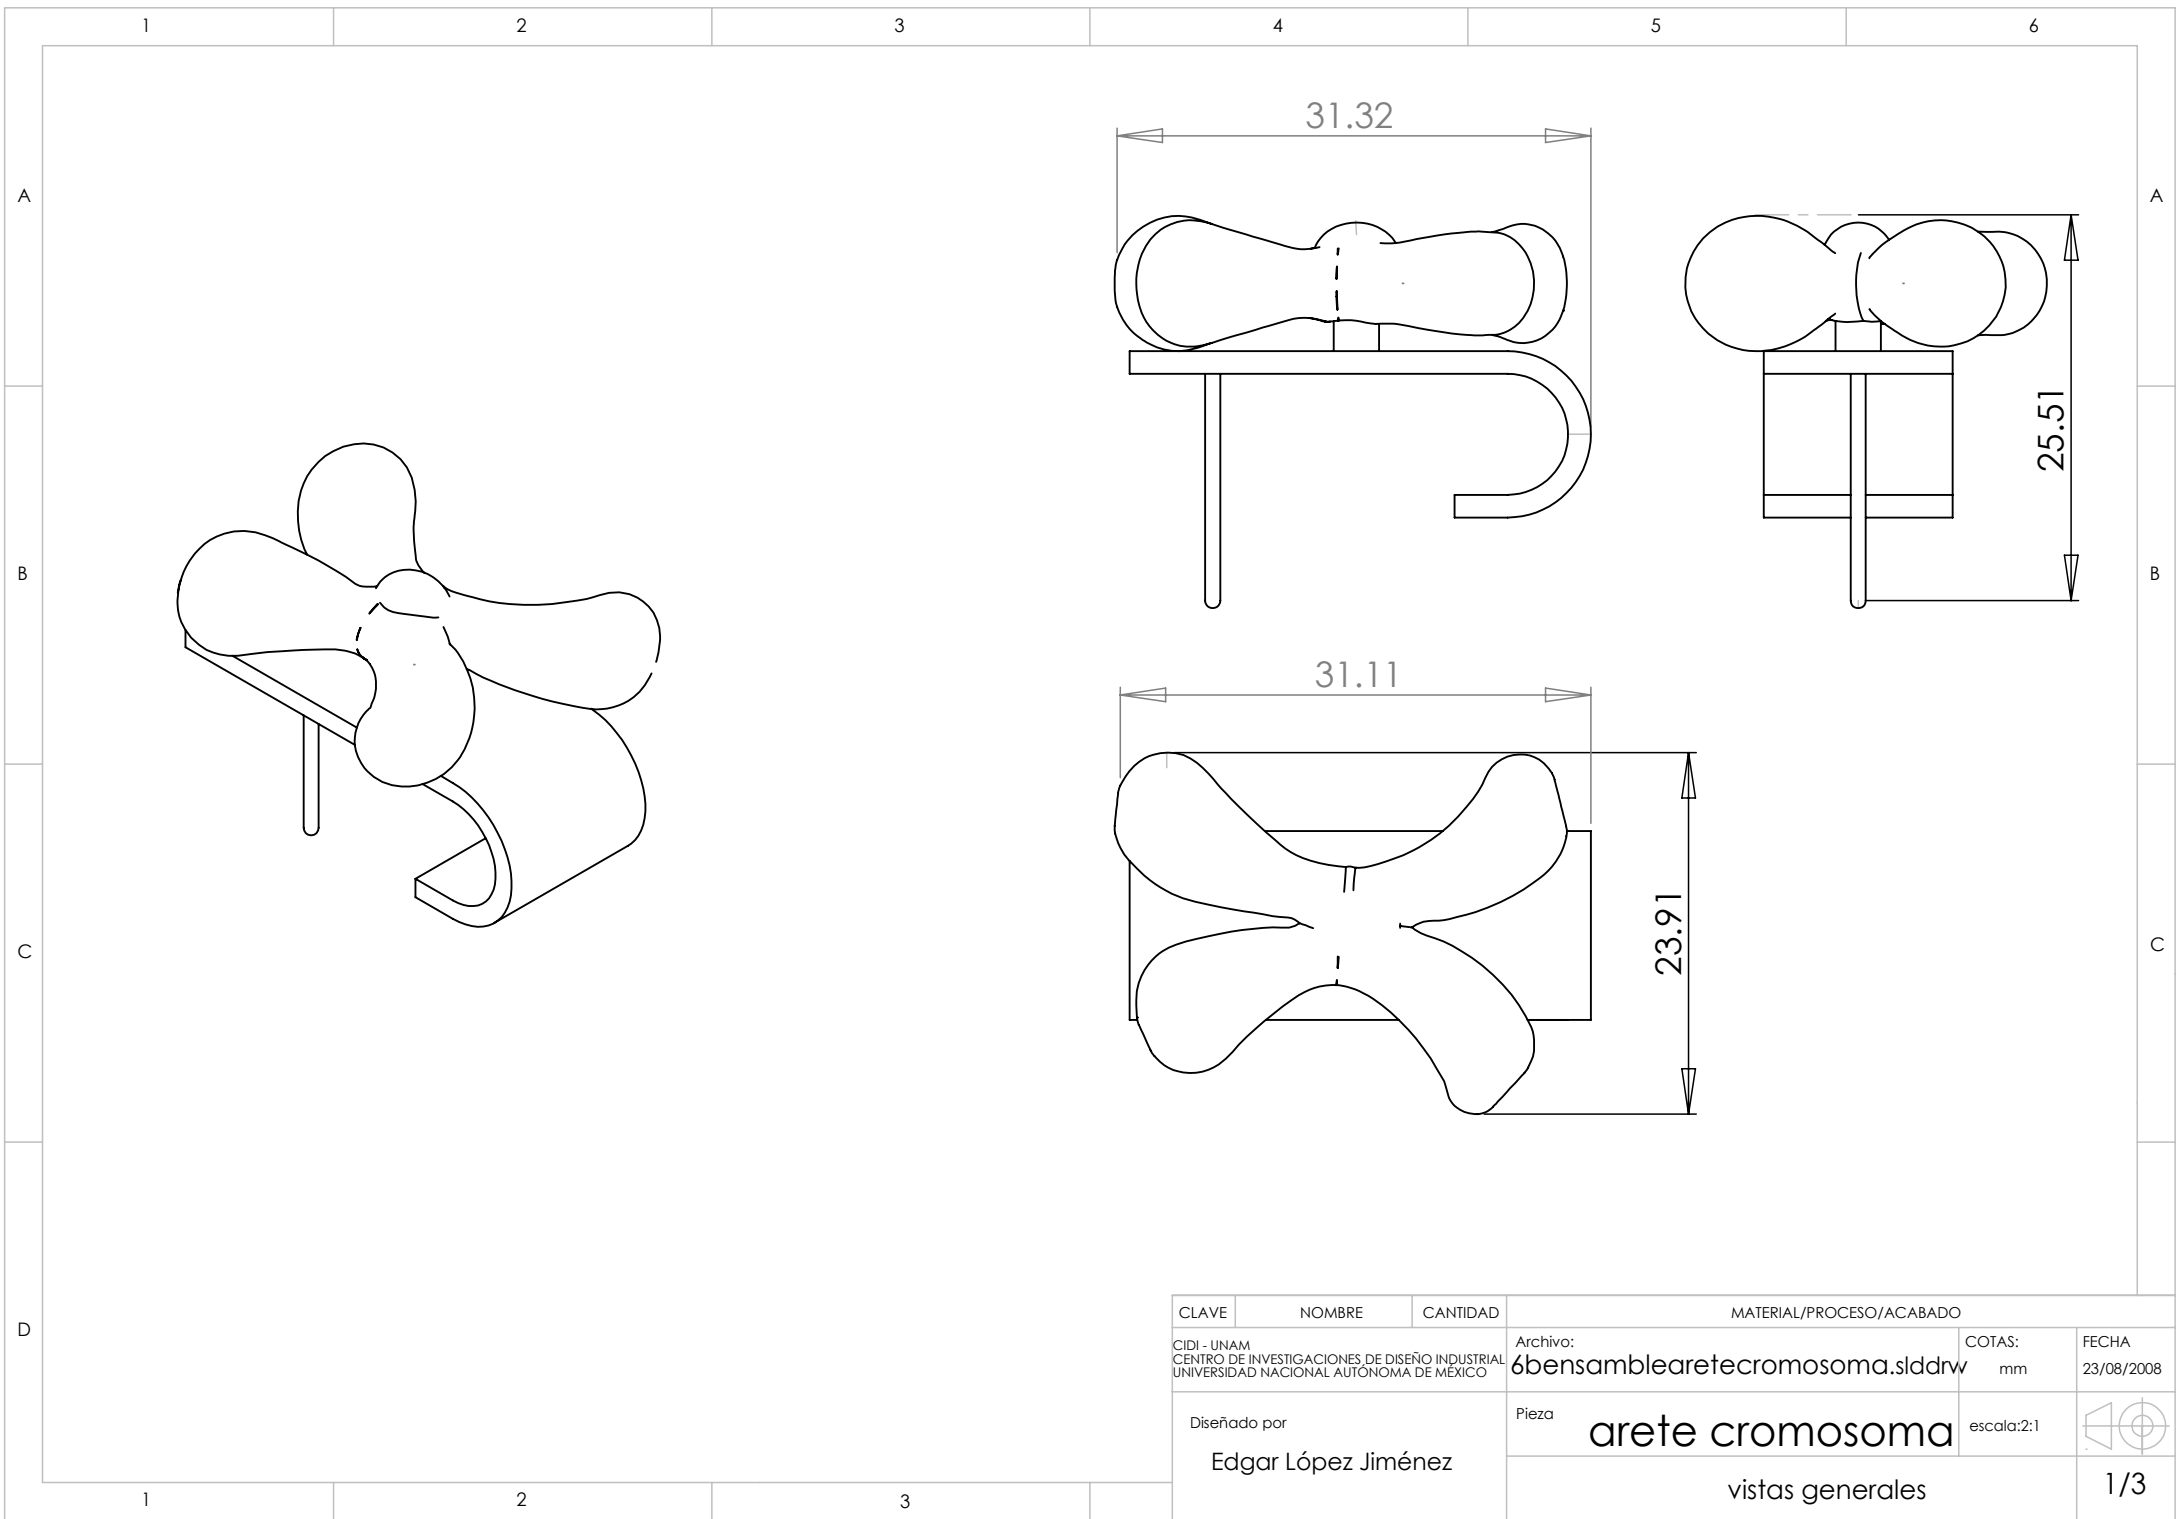 1 2 3 4 5 6
31.32
A A
25.51
B B
31.11
23.91
C C
D
CLAVE NOMBRE CANTIDAD MATERIAL/PROCESO/ACABADO
CIDI - UNAM
CENTRO DE INVESTIGACIONES DE DISEÑO INDUSTRIAL
UNIVERSIDAD NACIONAL AUTÓNOMA DE MÉXICO
Archivo:
6bensamblearetecromosoma.slddrw
COTAS:
mm
FECHA
23/08/2008
Diseñado por
Edgar López Jiménez
Pieza
arete cromosoma
escala:2:1
vistas generales
1/3
1 2 3